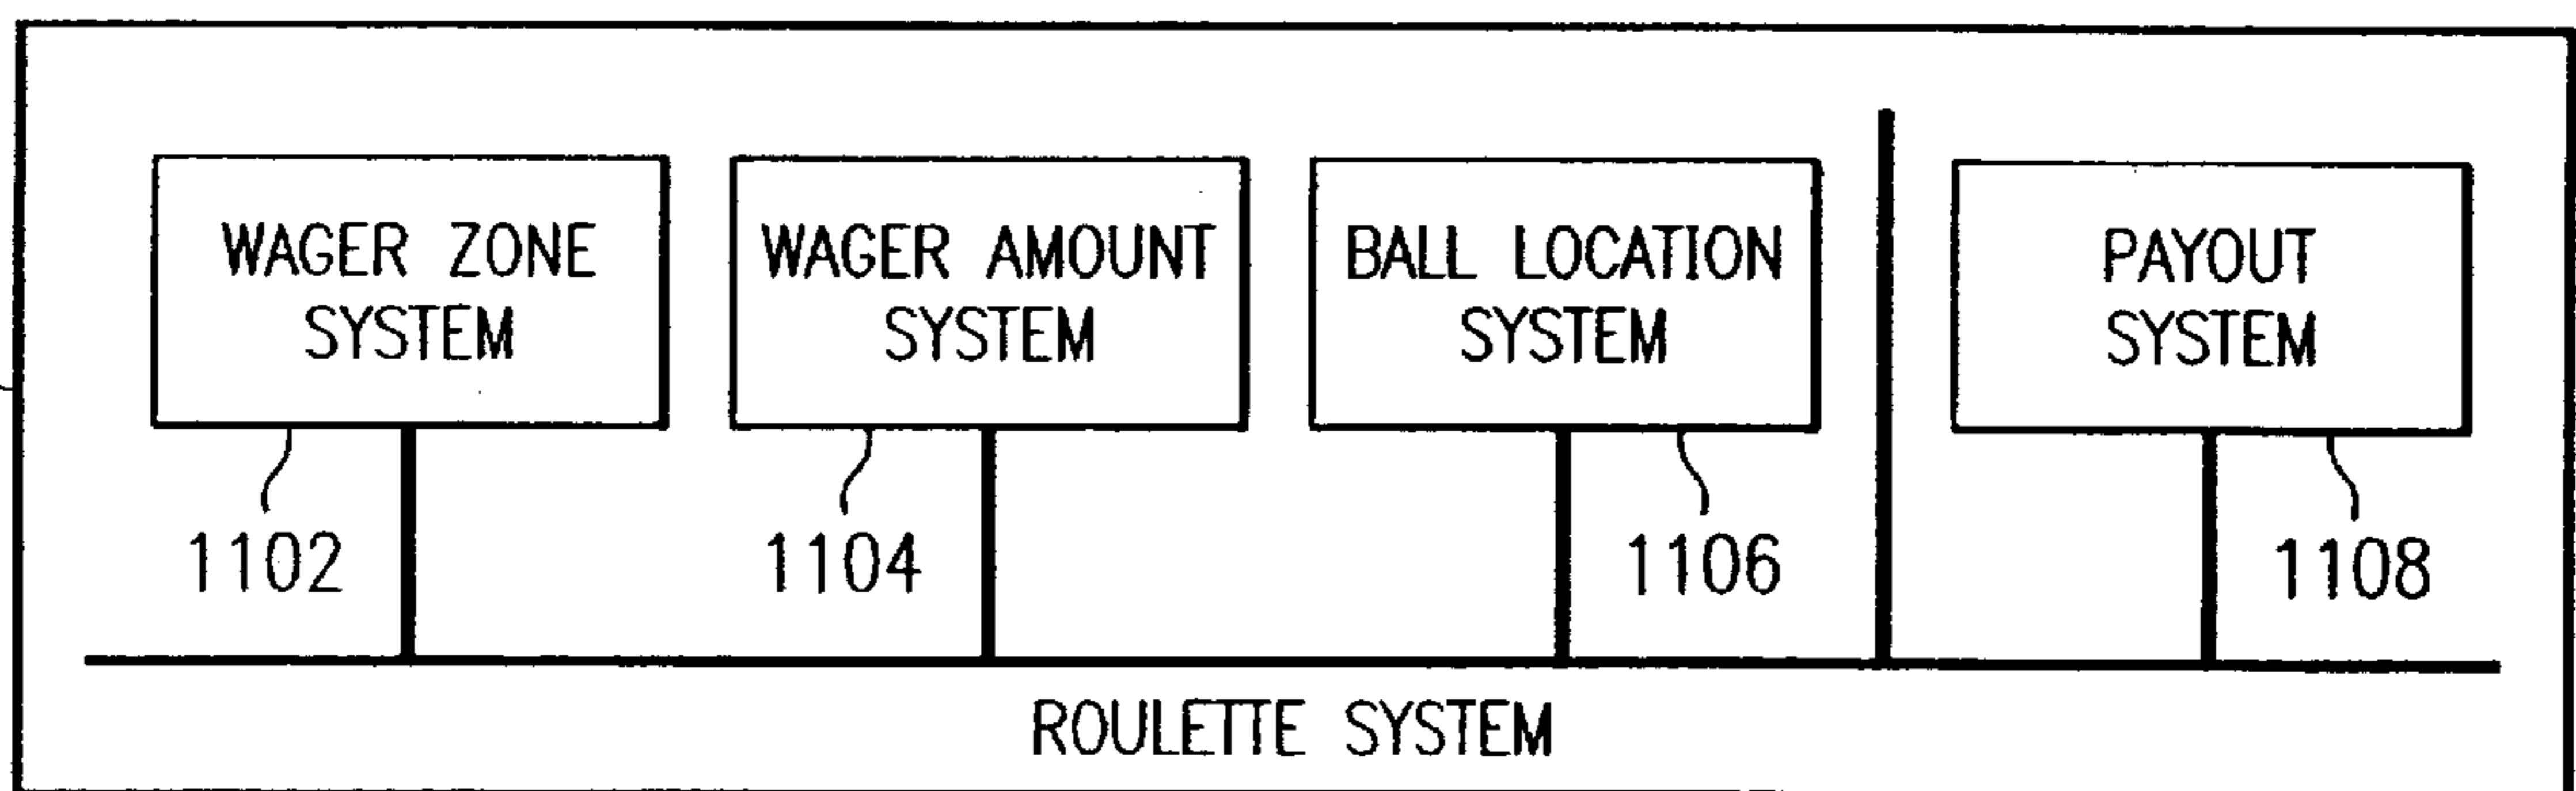 WAGER ZONE
SYSTEM
WAGER AMOUNT
SYSTEM
BALL LOCATION
SYSTEM
PAYOUT
SYSTEM
1102
1104
1106
1108
ROULETTE SYSTEM